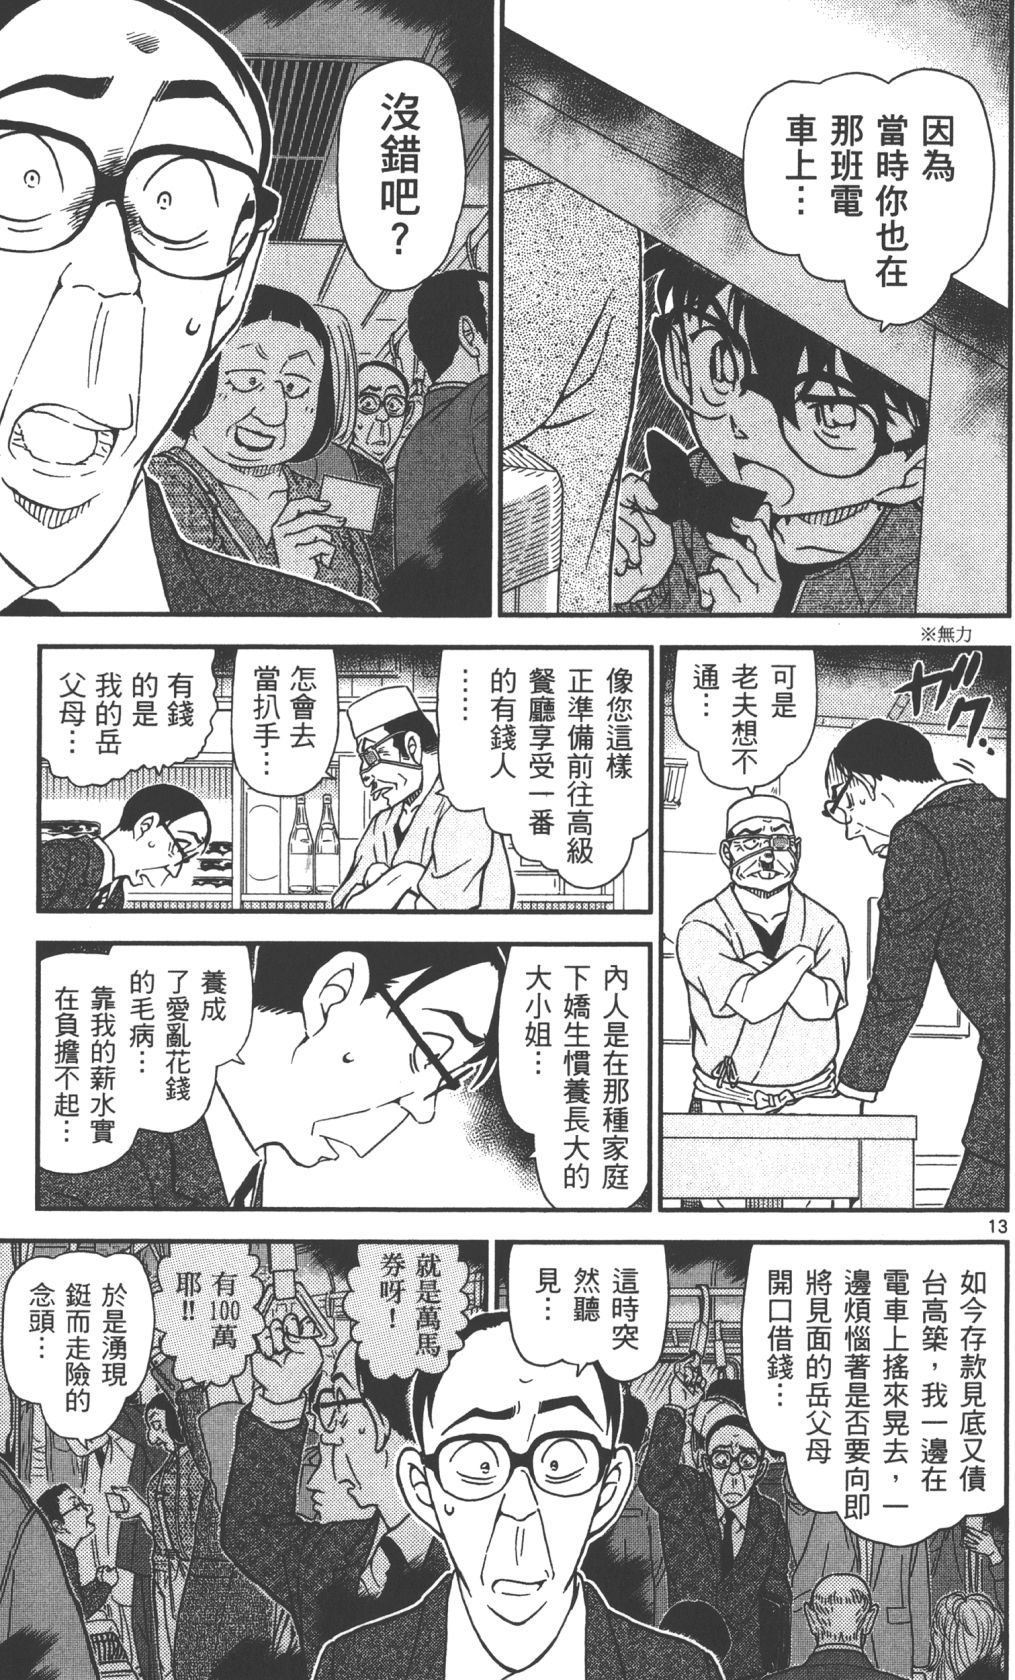 因為
當時你也在
那班電
車上…
沒錯吧？
※無力
ガクッ…
可是
老夫想不
通…
像您這樣
正準備前往高級
餐廳享受一番
的有錢人
……
怎會去
當扒手…
有錢
的是
我的岳
父母…
內人是在那種家庭
下嬌生慣養長大的
大小姐…
養成
了愛亂花錢
的毛病…
靠我的薪水實
在負擔不起…
13
如今存款見底又債
台高築，我一邊在
電車上搖來晃去，一
邊煩惱著是否要向即
將見面的岳父母
開口借錢…
這時突
然聽
見…
就是萬馬
券呀！
有100萬
耶!!
於是湧現
鋌而走險的
念頭…